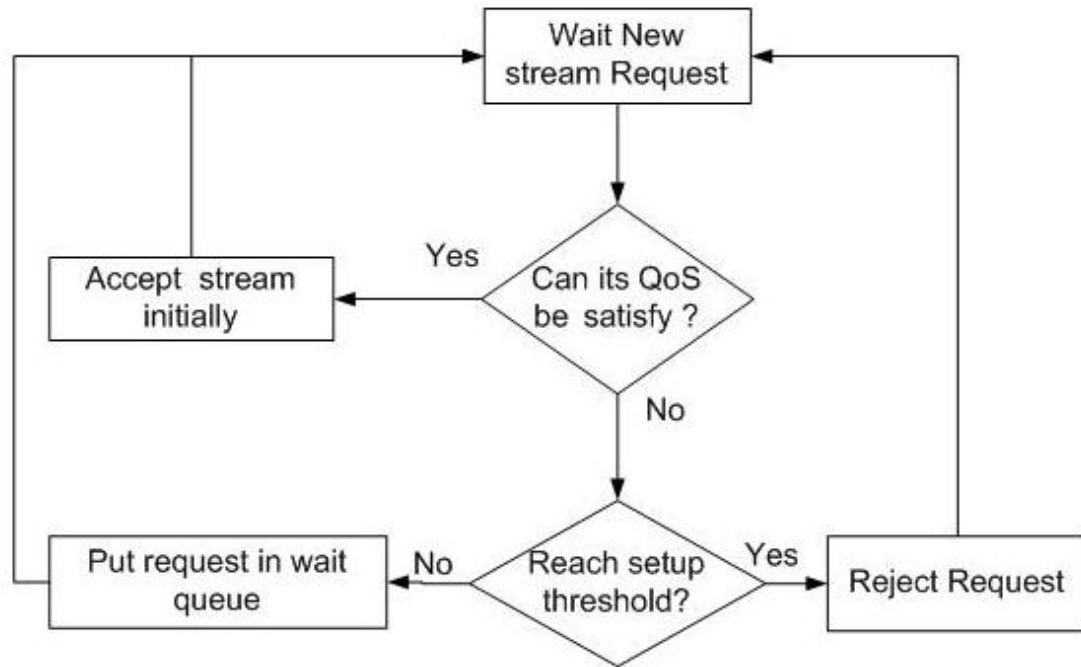 Wait New
stream Request
Yes
Can its QoS
be satisfy ?
Accept stream
initially
No
Put request in wait
queue
No
Reach setup
threshold?
Yes
Reject Request